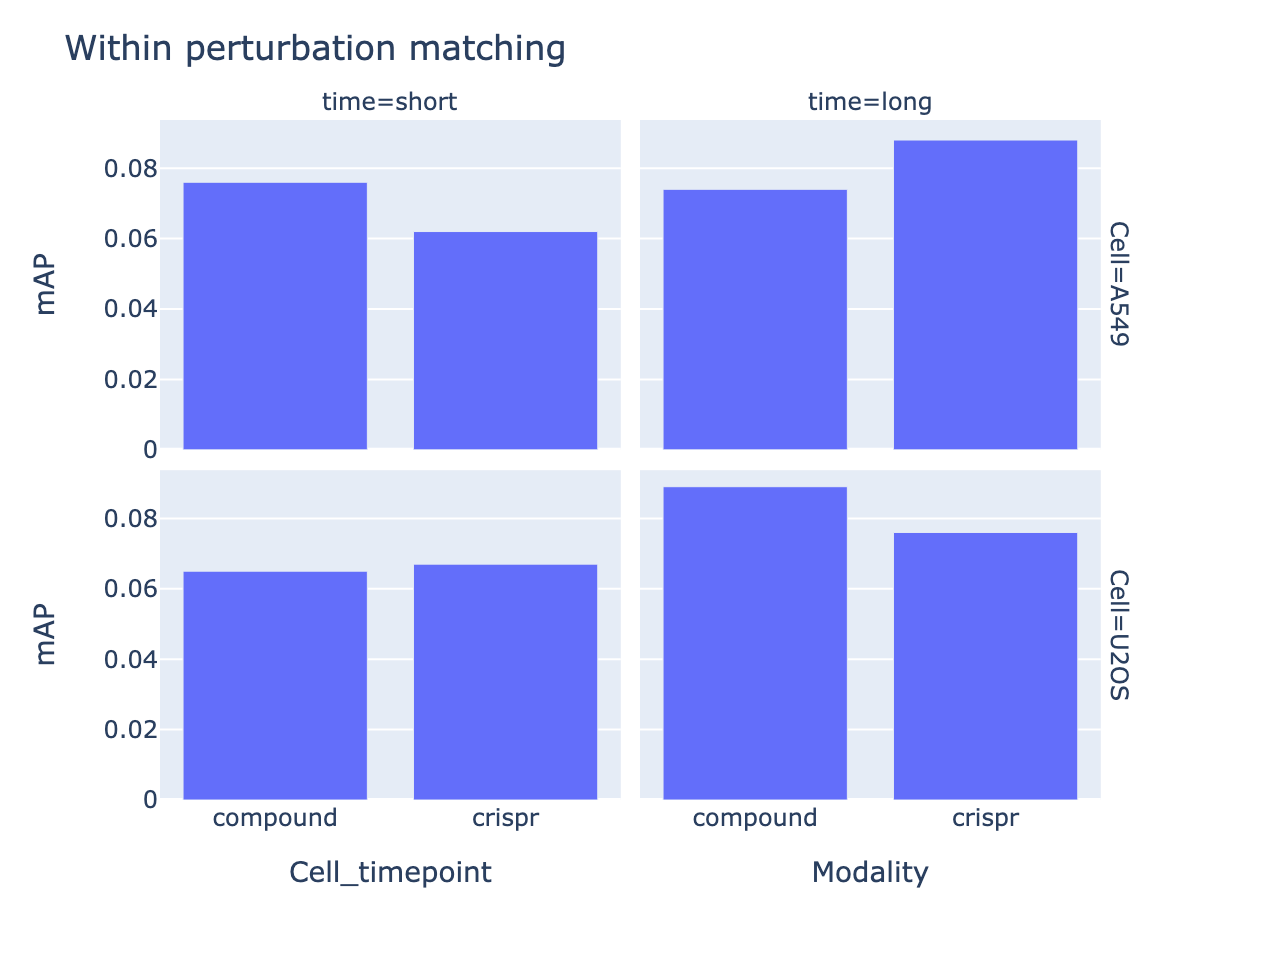 Within perturbation matching
time=short
time=long
0.08
0.06
0.04
0.02
0
mAP
Cell=A549
0.08
0.06
0.04
0.02
0
mAP
Cell=U2OS
compound
crispr
compound
crispr
Cell_timepoint
Modality